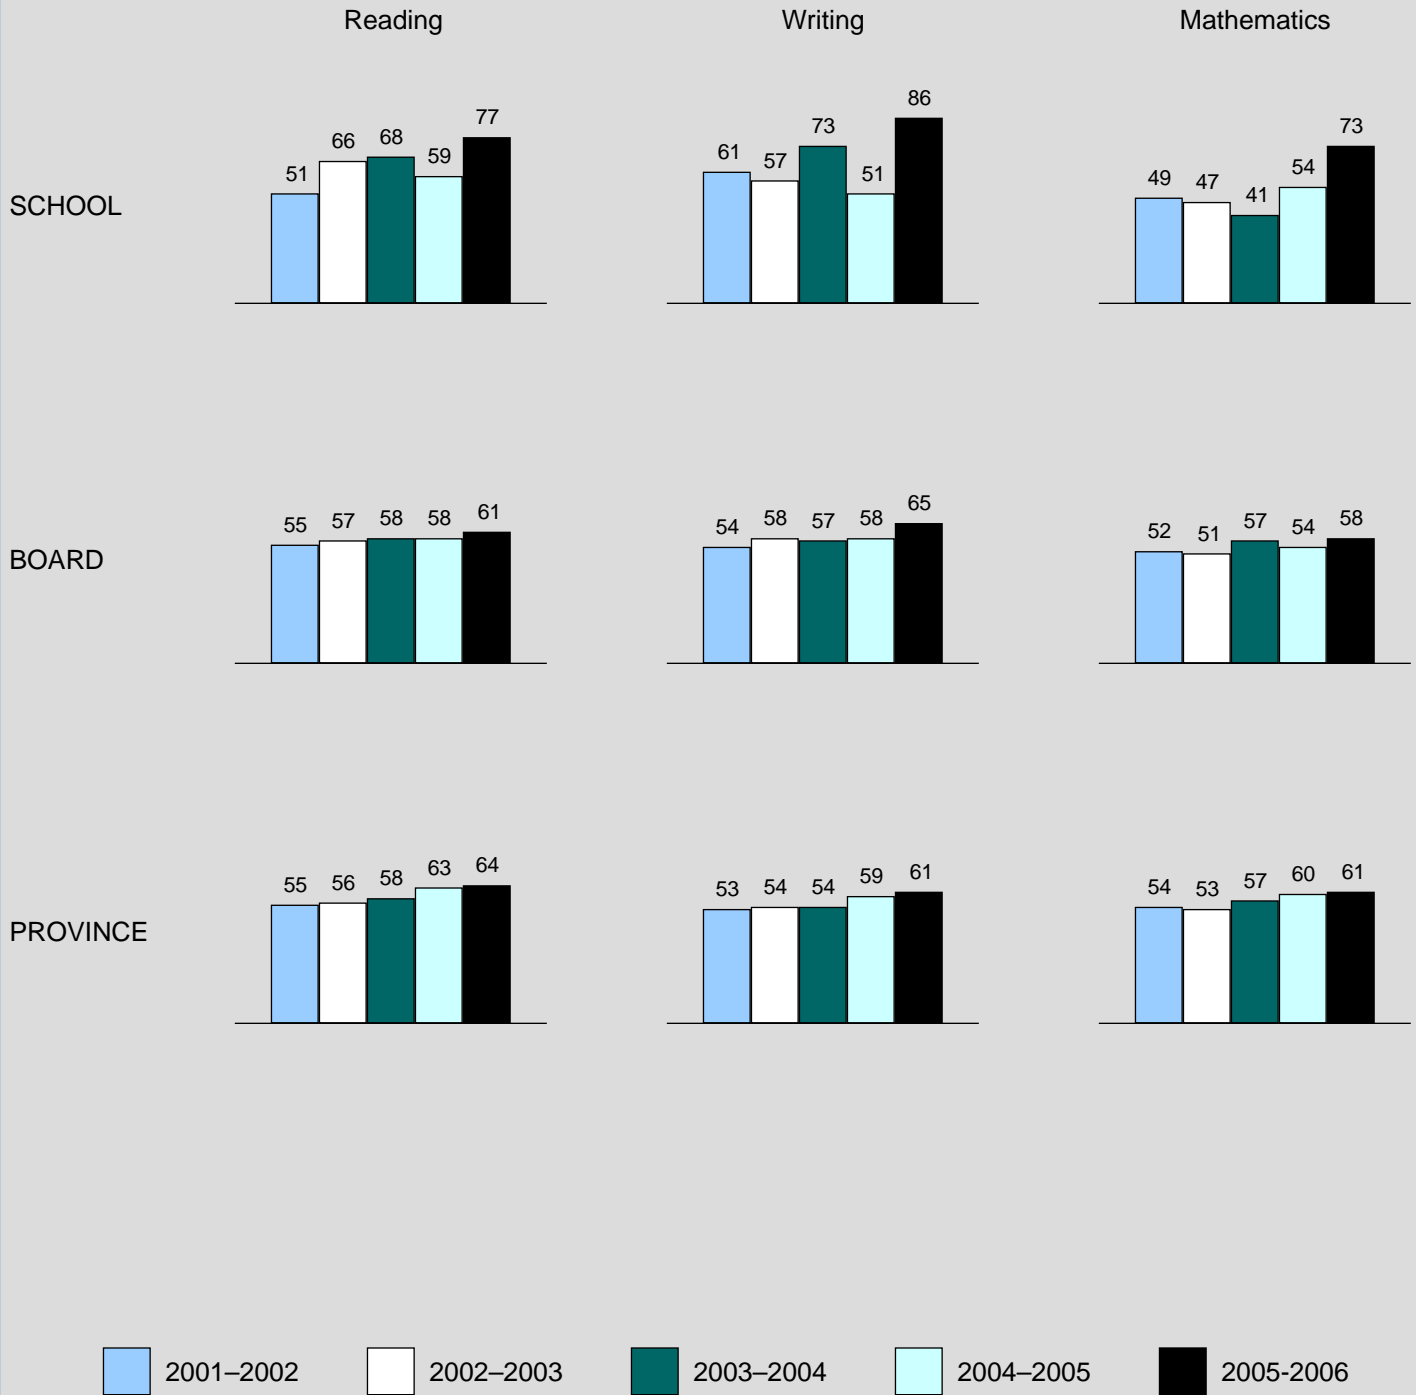 Reading Writing Mathematics
SCHOOL
51 66 68 59 77
61 57 73 51 86
49 47 41 54 73
BOARD
55 57 58 58 61
54 58 57 58 65
52 51 57 54 58
PROVINCE
55 56 58 63 64
53 54 54 59 61
54 53 57 60 61
2001–2002 2002–2003 2003–2004 2004–2005 2005-2006